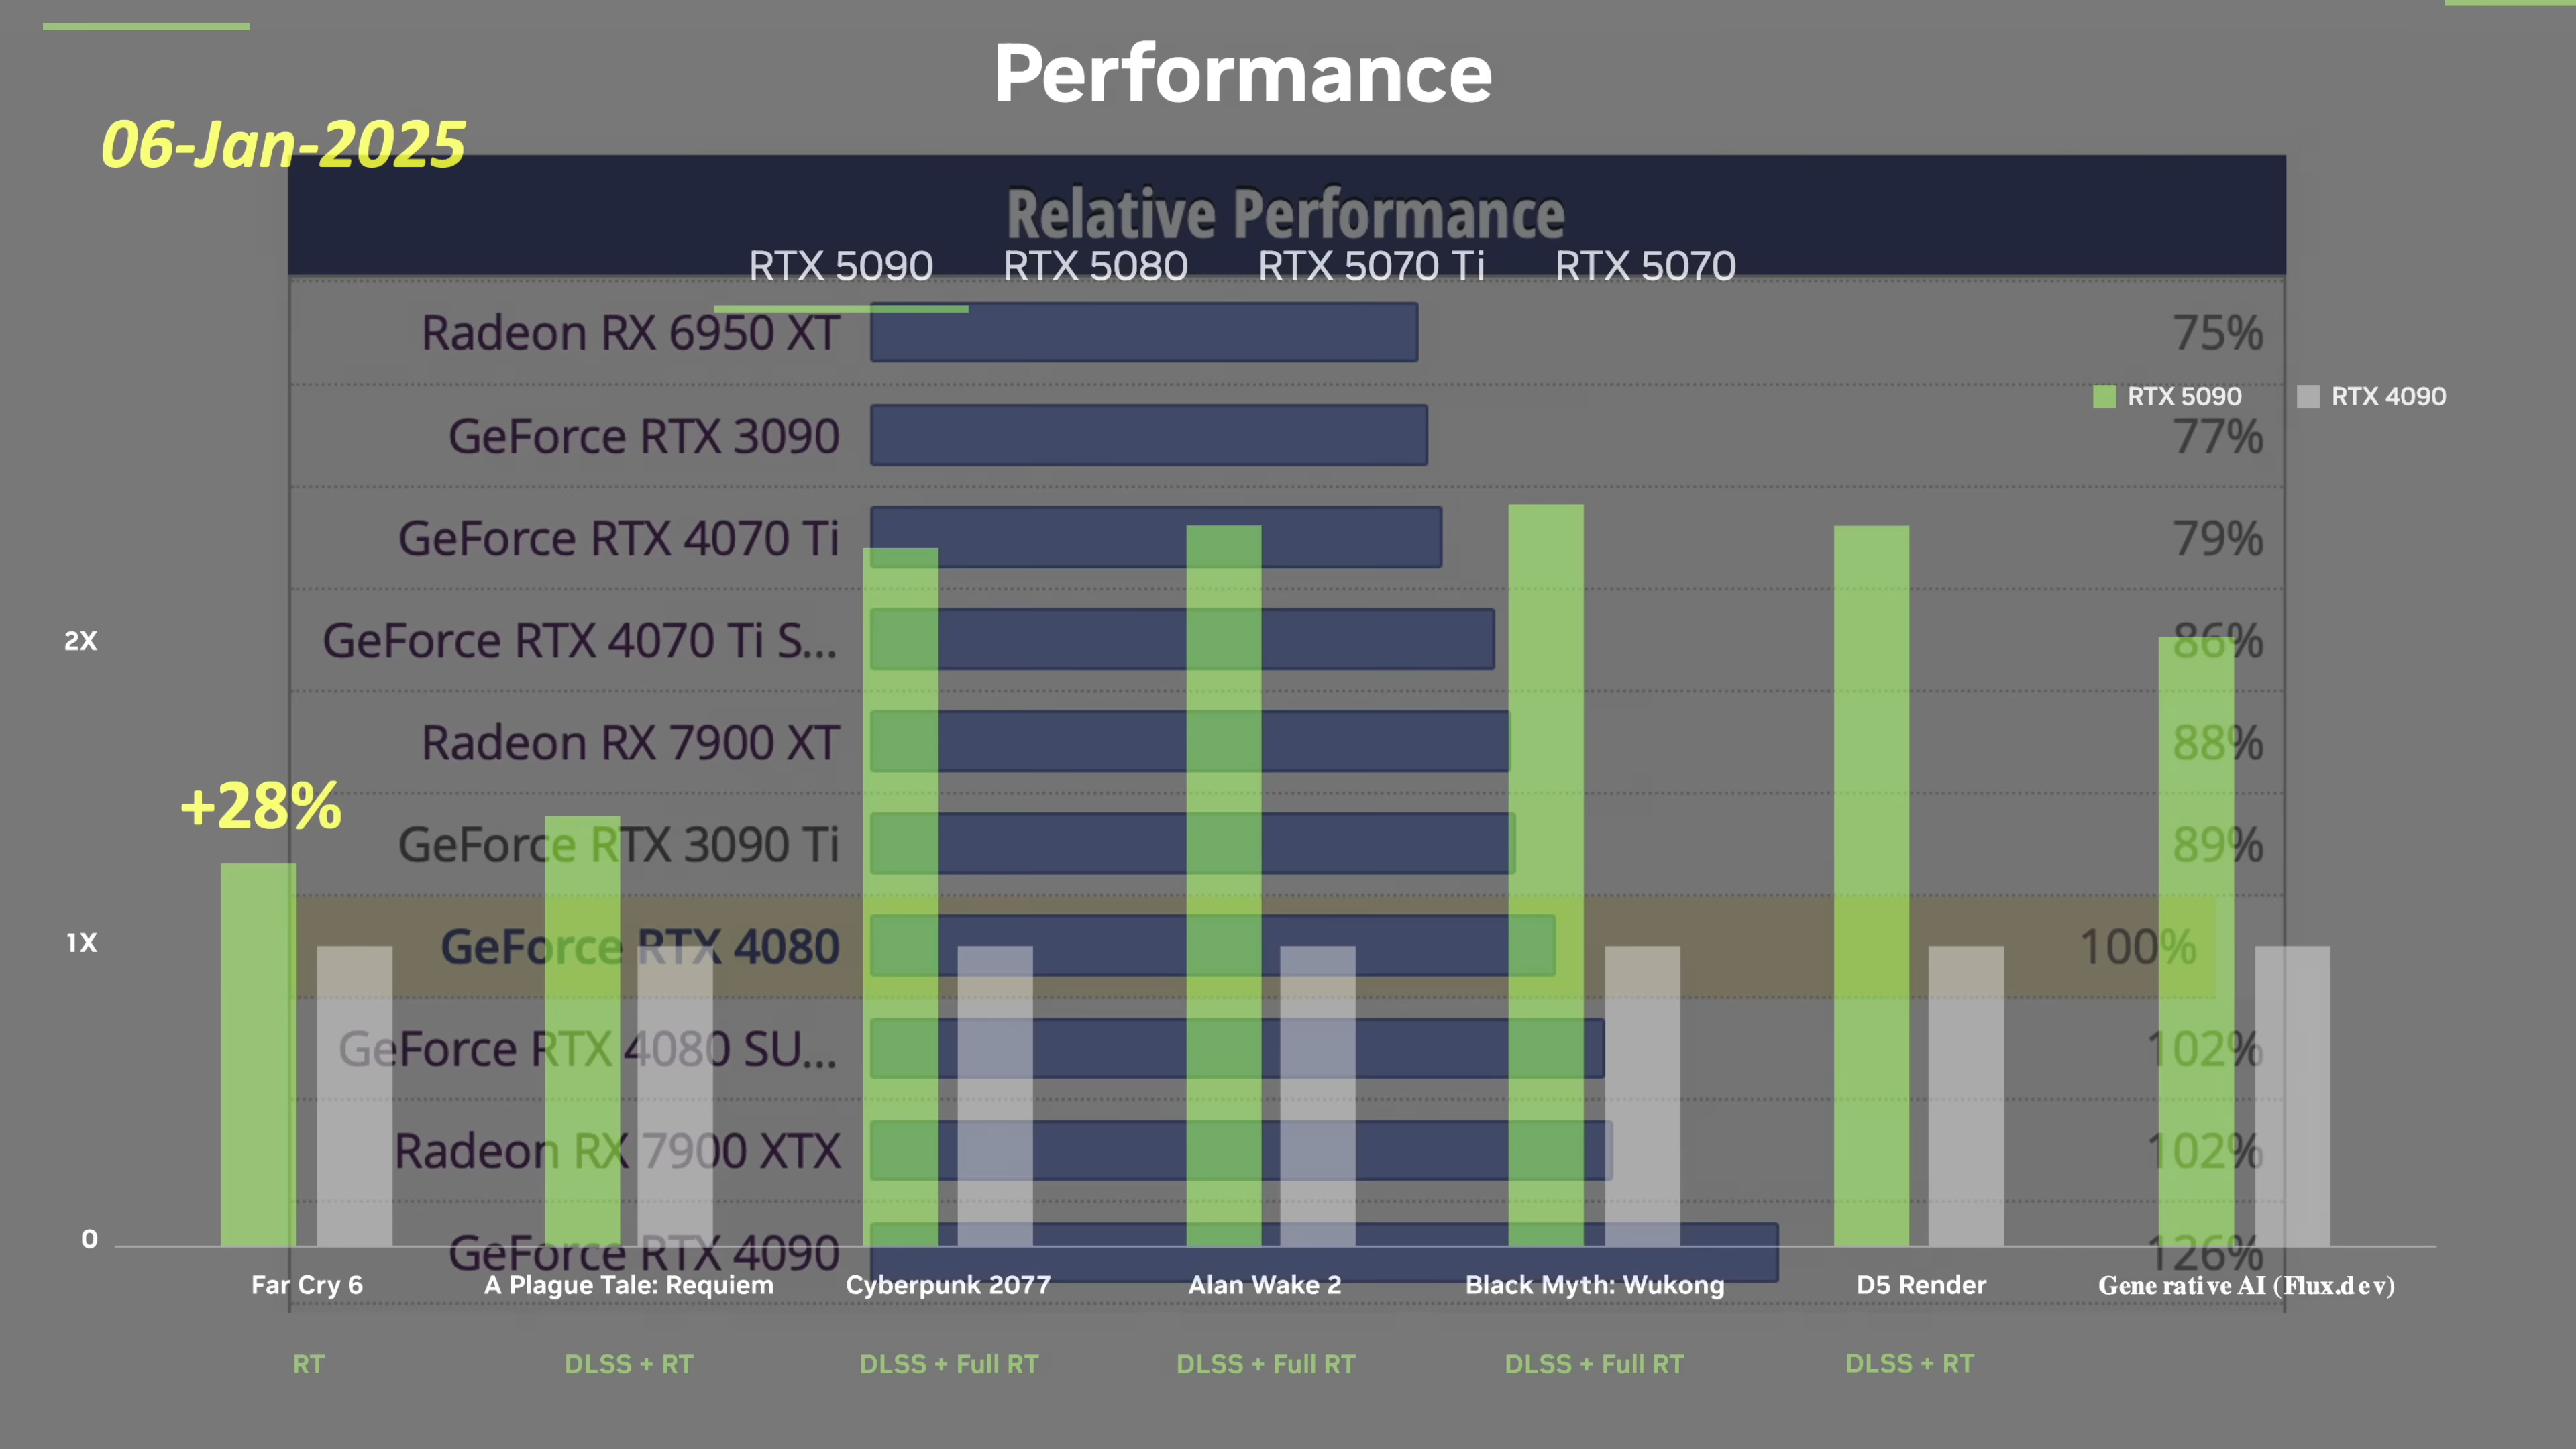 Performance
06-Jan-2025
Relative Performance
RTX 5090 RTX 5080 RTX 5070 Ti RTX 5070
Radeon RX 6950 XT 75%
RTX 5090 RTX 4090
GeForce RTX 3090 77%
GeForce RTX 4070 Ti 79%
2X
GeForce RTX 4070 Ti S... 86%
Radeon RX 7900 XT 88%
+28%
GeForce RTX 3090 Ti 89%
1X
GeForce RTX 4080 100%
GeForce RTX 4080 SU... 102%
Radeon RX 7900 XTX 102%
0
GeForce RTX 4090 126%
Far Cry 6 A Plague Tale: Requiem Cyberpunk 2077 Alan Wake 2 Black Myth: Wukong D5 Render Gene rative AI (Flux.dev)
RT DLSS + RT DLSS + Full RT DLSS + Full RT DLSS + Full RT DLSS + RT